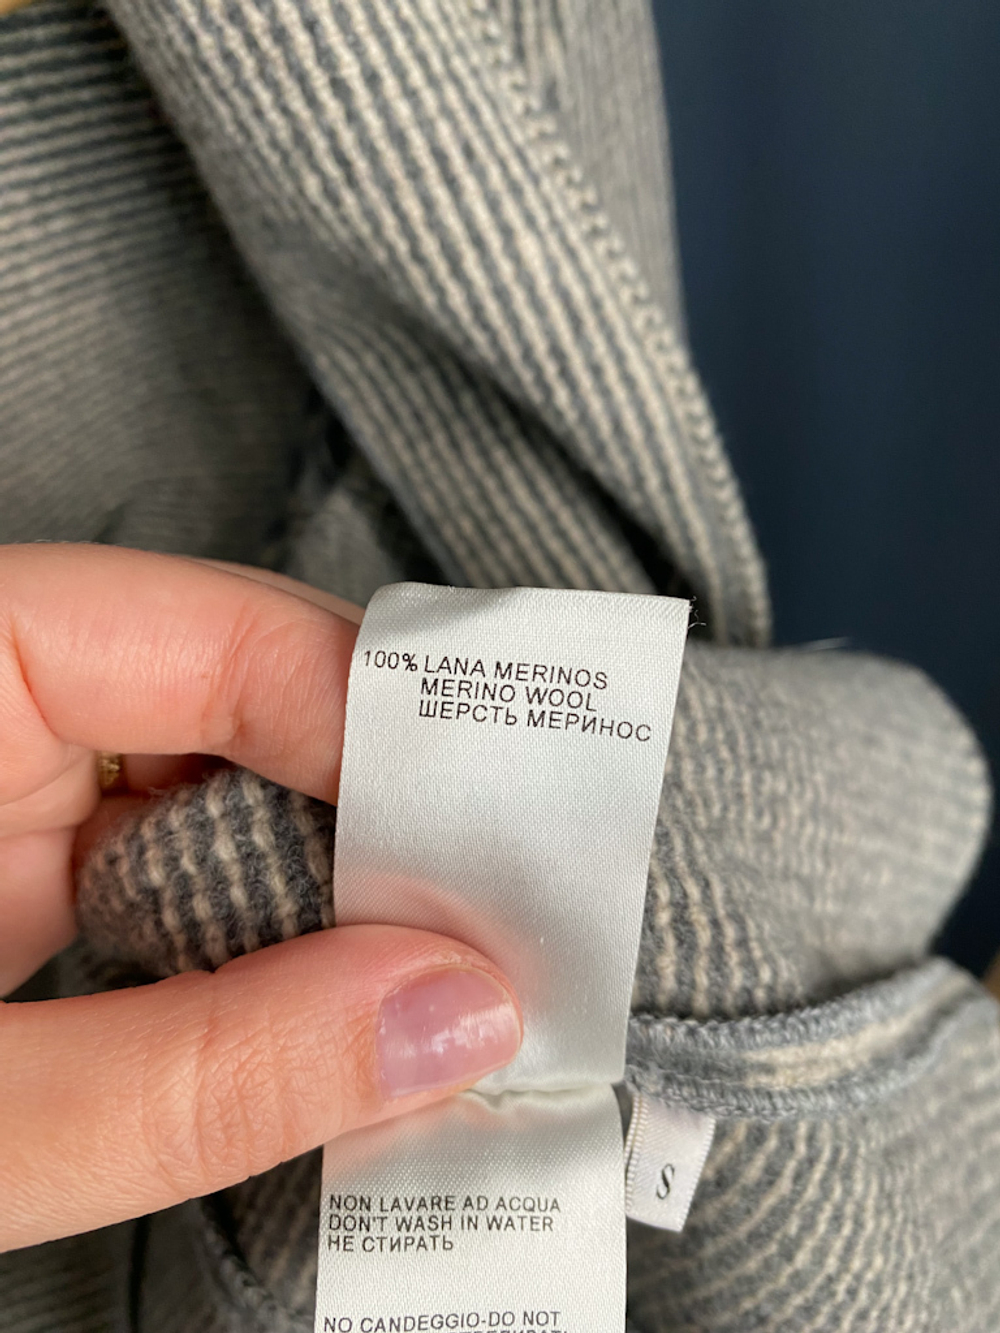 100% LANA MERINOS
MERINO WOOL
ШЕРСТЬ МЕРИНОС
S
NON LAVARE AD ACQUA
DON'T WASH IN WATER
НЕ СТИРАТЬ
NO CANDEGGIO-DO NOT